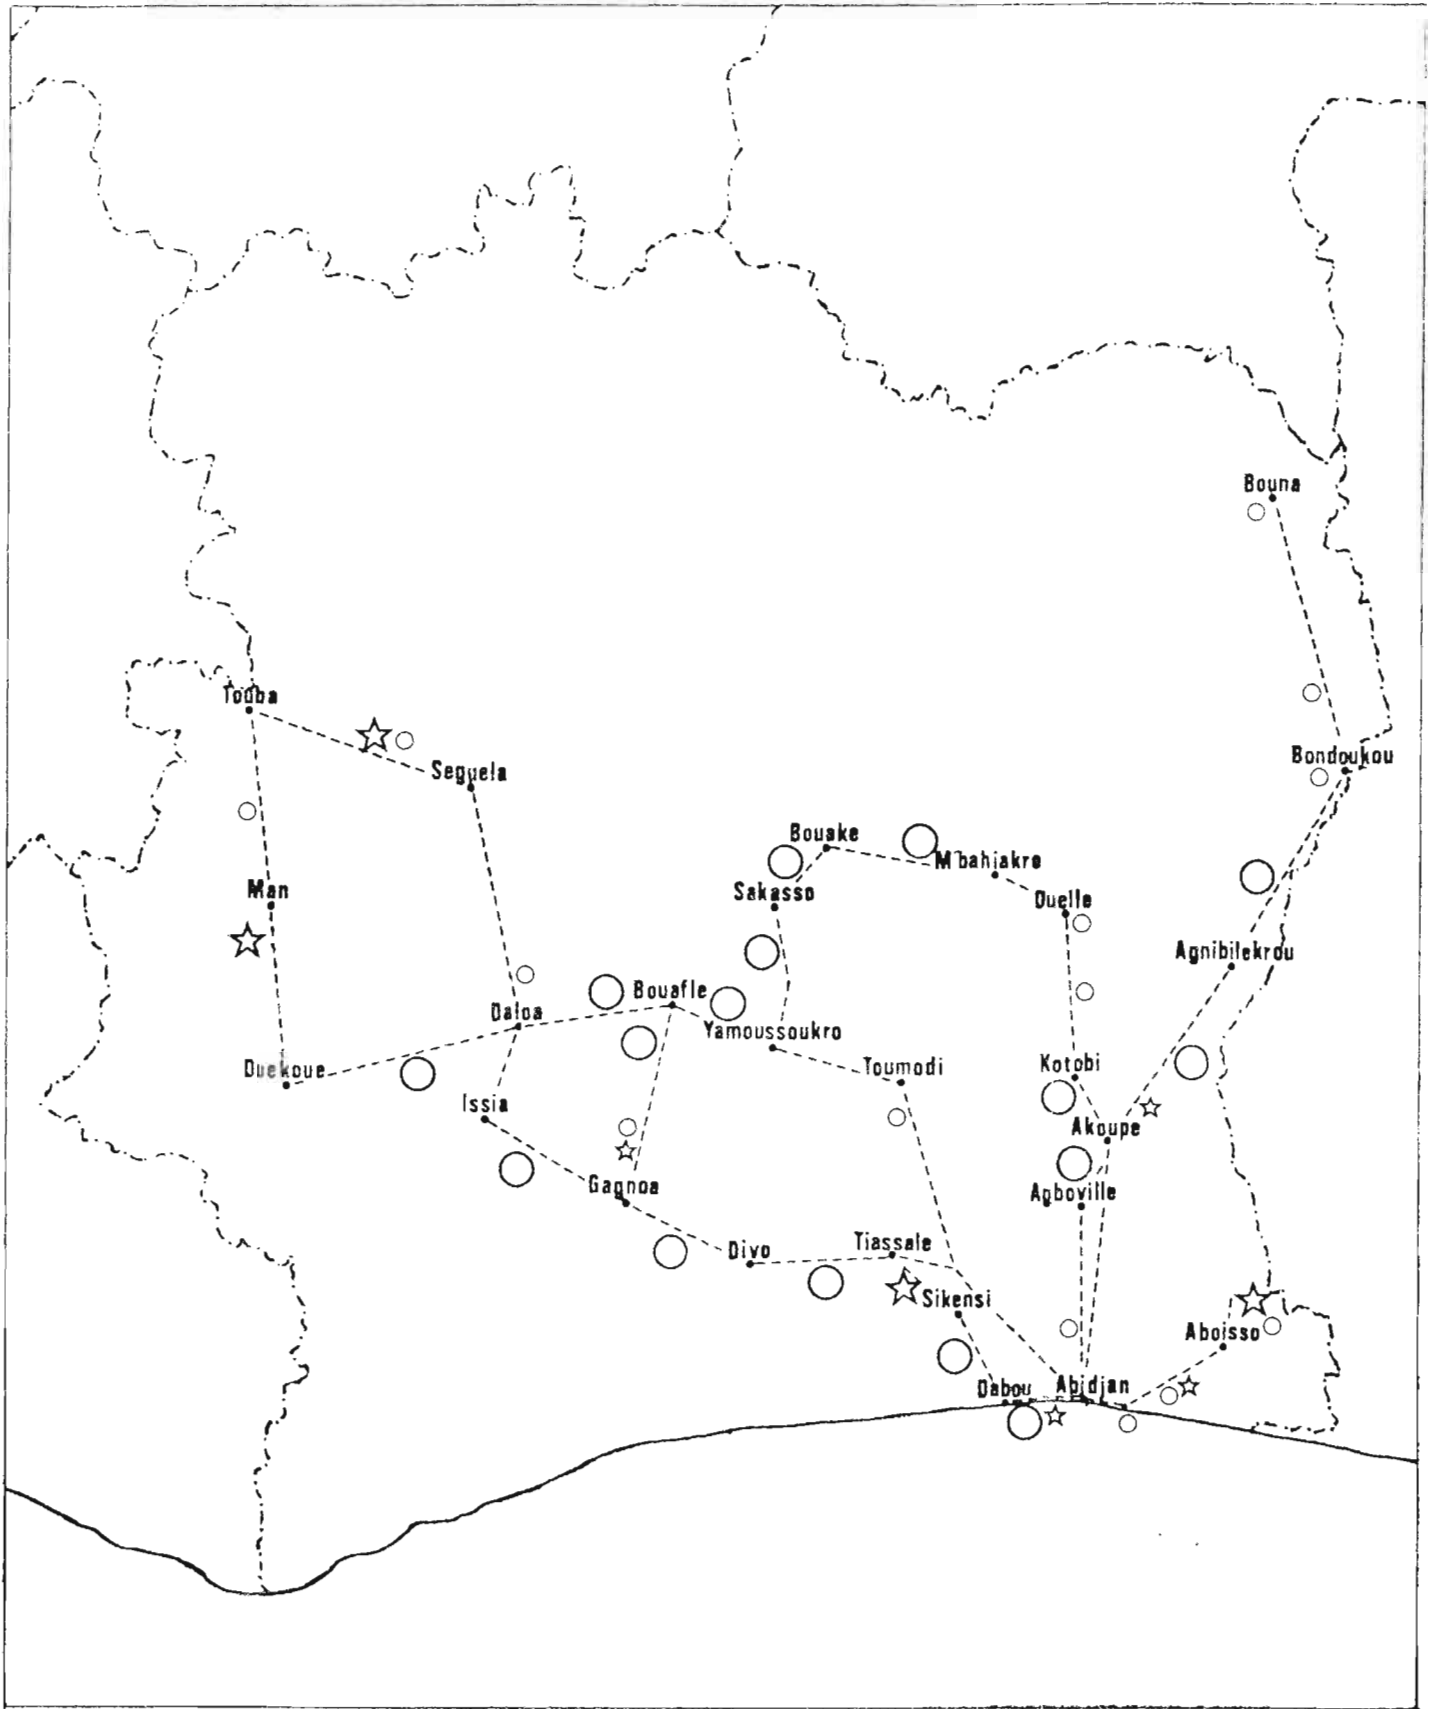 Bouna
Touba
Bondoukou
Seguela
Bouake
M'bahiakro
Man
Sakasso
Ouelle
Agnibilekrou
Bouafle
Daloa
Yamoussoukro
Duekoue
Toumodi
Kotobi
Issia
Akoupe
Gagnoa
Agboville
Divo
Tiassale
Sikensi
Aboisso
Dabou
Abidjan